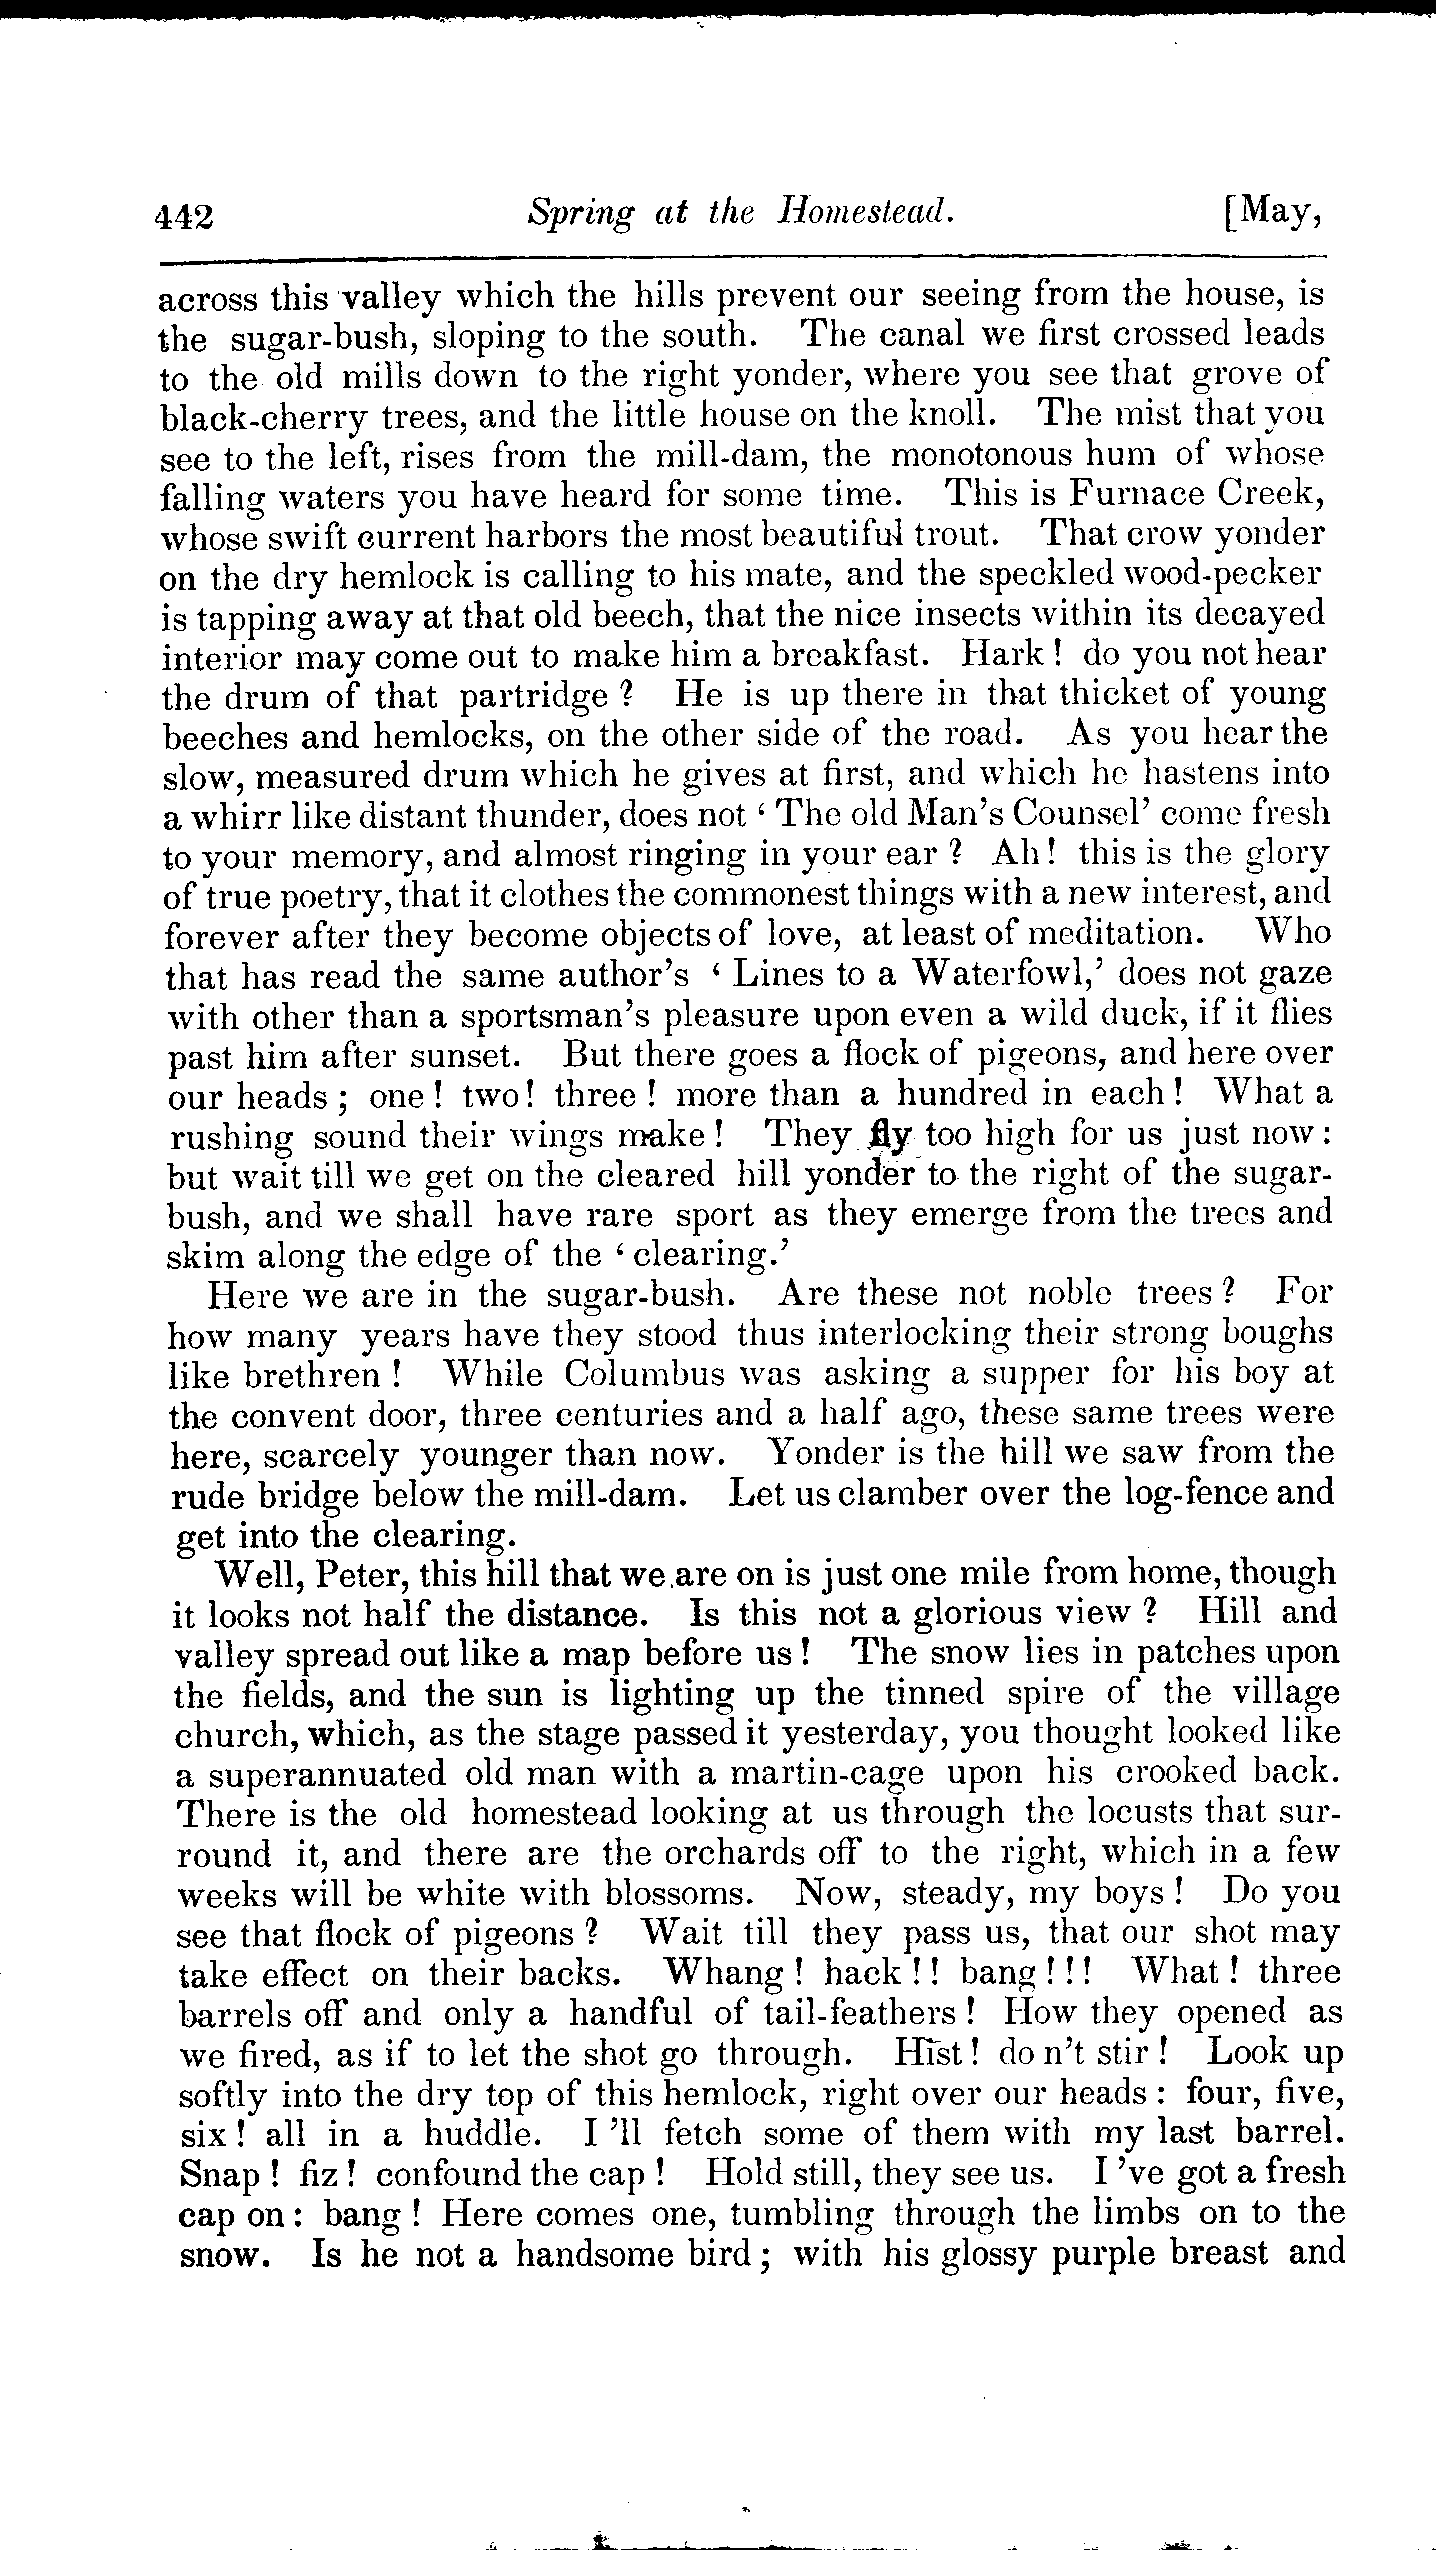 442 Spring at the Homestead. [May,
across this valley which the hills prevent our seeing from the house, is
the sugar-bush, sloping to the south. The canal we first crossed leads
to the old mills down to the right yonder, where you see that grove of
black-cherry trees, and the little house on the knoll. The mist that you
see to the left, rises from the mill-dam, the monotonous hum of whose
falling waters you have heard for some time. This is Furnace Creek,
whose swift current harbors the most beautiful trout. That crow yonder
on the dry hemlock is calling to his mate, and the speckled wood-pecker
is tapping away at that old beech, that the nice insects within its decayed
interior may come out to make him a breakfast. Hark! do you not hear
the drum of that partridge? He is up there in that thicket of young
beeches and hemlocks, on the other side of the road. As you hear the
slow, measured drum which he gives at first, and which he hastens into
a whirr like distant thunder, does not 'The old Man's Counsel' come fresh
to your memory, and almost ringing in your ear? Ah! this is the glory
of true poetry, that it clothes the commonest things with a new interest, and
forever after they become objects of love, at least of meditation. Who
that has read the same author's 'Lines to a Waterfowl,' does not gaze
with other than a sportsman's pleasure upon even a wild duck, if it flies
past him after sunset. But there goes a flock of pigeons, and here over
our heads; one! two! three! more than a hundred in each! What a
rushing sound their wings make! They fly too high for us just now:
but wait till we get on the cleared hill yonder to the right of the sugar-
bush, and we shall have rare sport as they emerge from the trees and
skim along the edge of the 'clearing.'
Here we are in the sugar-bush. Are these not noble trees? For
how many years have they stood thus interlocking their strong boughs
like brethren! While Columbus was asking a supper for his boy at
the convent door, three centuries and a half ago, these same trees were
here, scarcely younger than now. Yonder is the hill we saw from the
rude bridge below the mill-dam. Let us clamber over the log-fence and
get into the clearing.
Well, Peter, this hill that we are on is just one mile from home, though
it looks not half the distance. Is this not a glorious view? Hill and
valley spread out like a map before us! The snow lies in patches upon
the fields, and the sun is lighting up the tinned spire of the village
church, which, as the stage passed it yesterday, you thought looked like
a superannuated old man with a martin-cage upon his crooked back.
There is the old homestead looking at us through the locusts that sur-
round it, and there are the orchards off to the right, which in a few
weeks will be white with blossoms. Now, steady, my boys! Do you
see that flock of pigeons? Wait till they pass us, that our shot may
take effect on their backs. Whang! hack!! bang!!! What! three
barrels off and only a handful of tail-feathers! How they opened as
we fired, as if to let the shot go through. Hist! do n't stir! Look up
softly into the dry top of this hemlock, right over our heads: four, five,
six! all in a huddle. I 'll fetch some of them with my last barrel.
Snap! fiz! confound the cap! Hold still, they see us. I 've got a fresh
cap on: bang! Here comes one, tumbling through the limbs on to the
snow. Is he not a handsome bird; with his glossy purple breast and